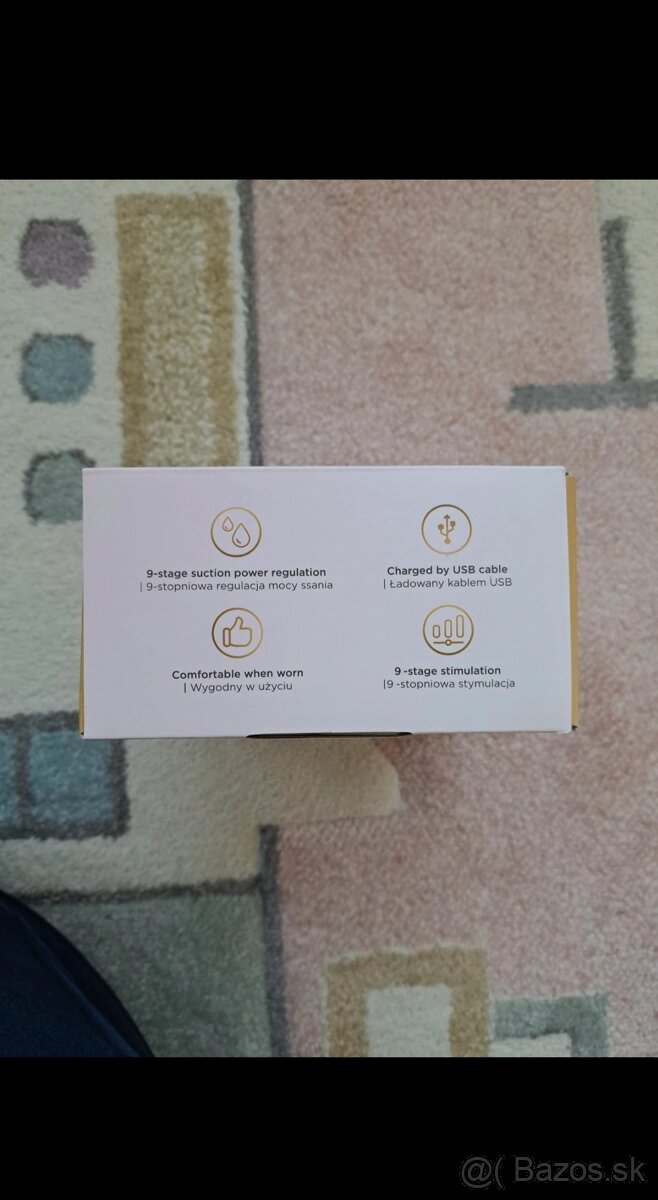 9-stage suction power regulation
| 9-stopniowa regulacja mocy ssania
Charged by USB cable
| Ładowany kablem USB
Comfortable when worn
| Wygodny w użyciu
9-stage stimulation
|9-stopniowa stymulacja
@( Bazos.sk